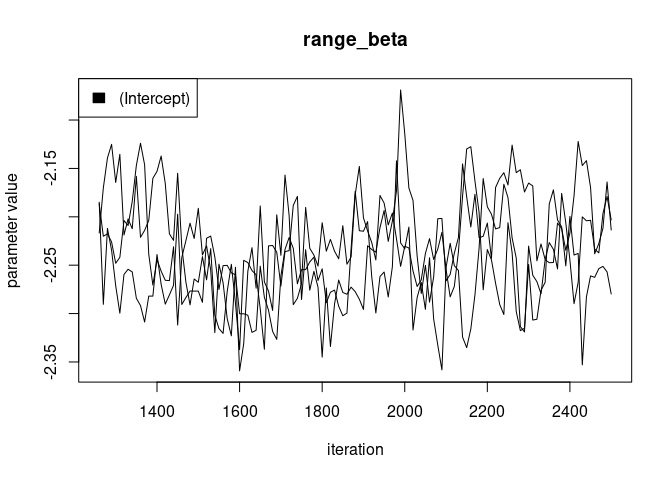 range_beta
(Intercept)
parameter value
-2.15
-2.25
-2.35
1400
1600
1800
2000
2200
2400
iteration